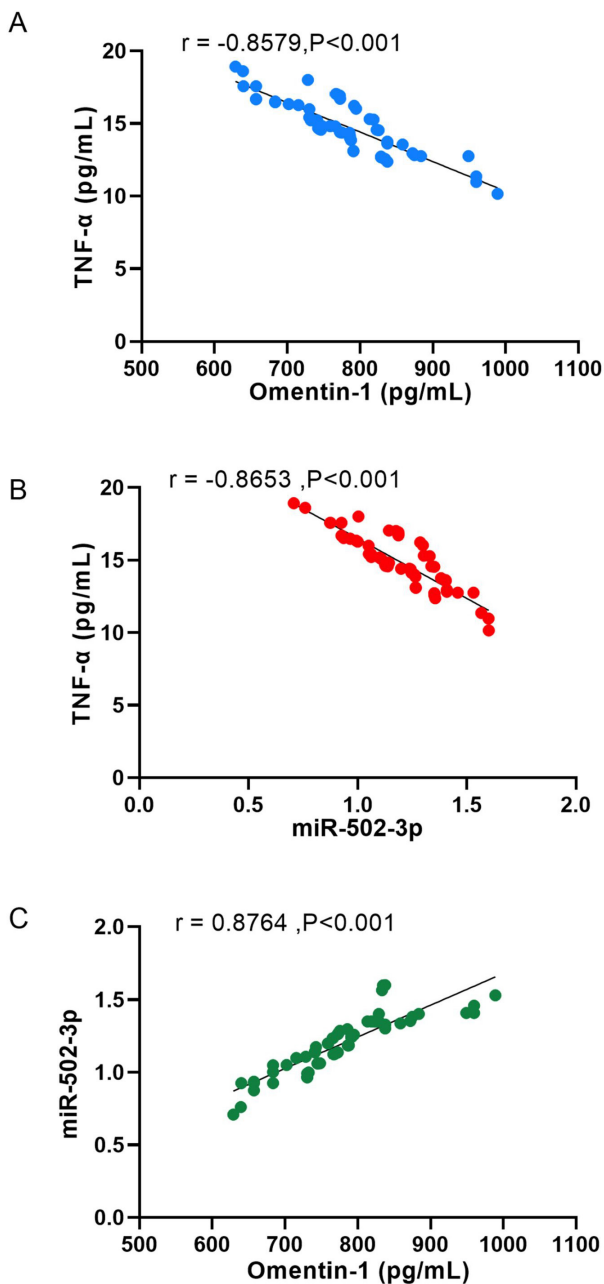 A
r = -0.8579,P<0.001
TNF-α (pg/mL)
20
15
10
5
0
500 600 700 800 900 1000 1100
Omentin-1 (pg/mL)
B
r = -0.8653 ,P<0.001
TNF-α (pg/mL)
20
15
10
5
0
0.0 0.5 1.0 1.5 2.0
miR-502-3p
C
r = 0.8764 ,P<0.001
miR-502-3p
2.0
1.5
1.0
0.5
0.0
500 600 700 800 900 1000 1100
Omentin-1 (pg/mL)